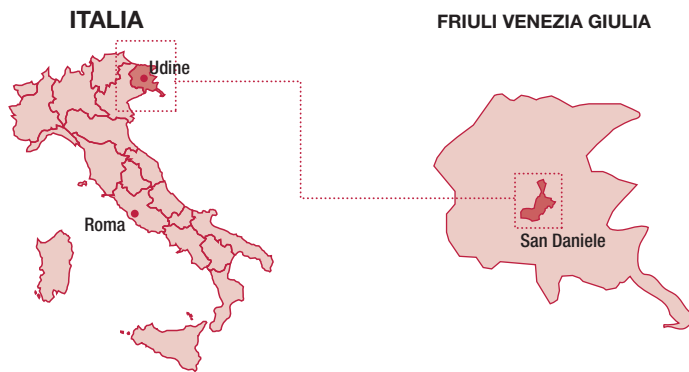 ITALIA
FRIULI VENEZIA GIULIA
Udine
Roma
San Daniele